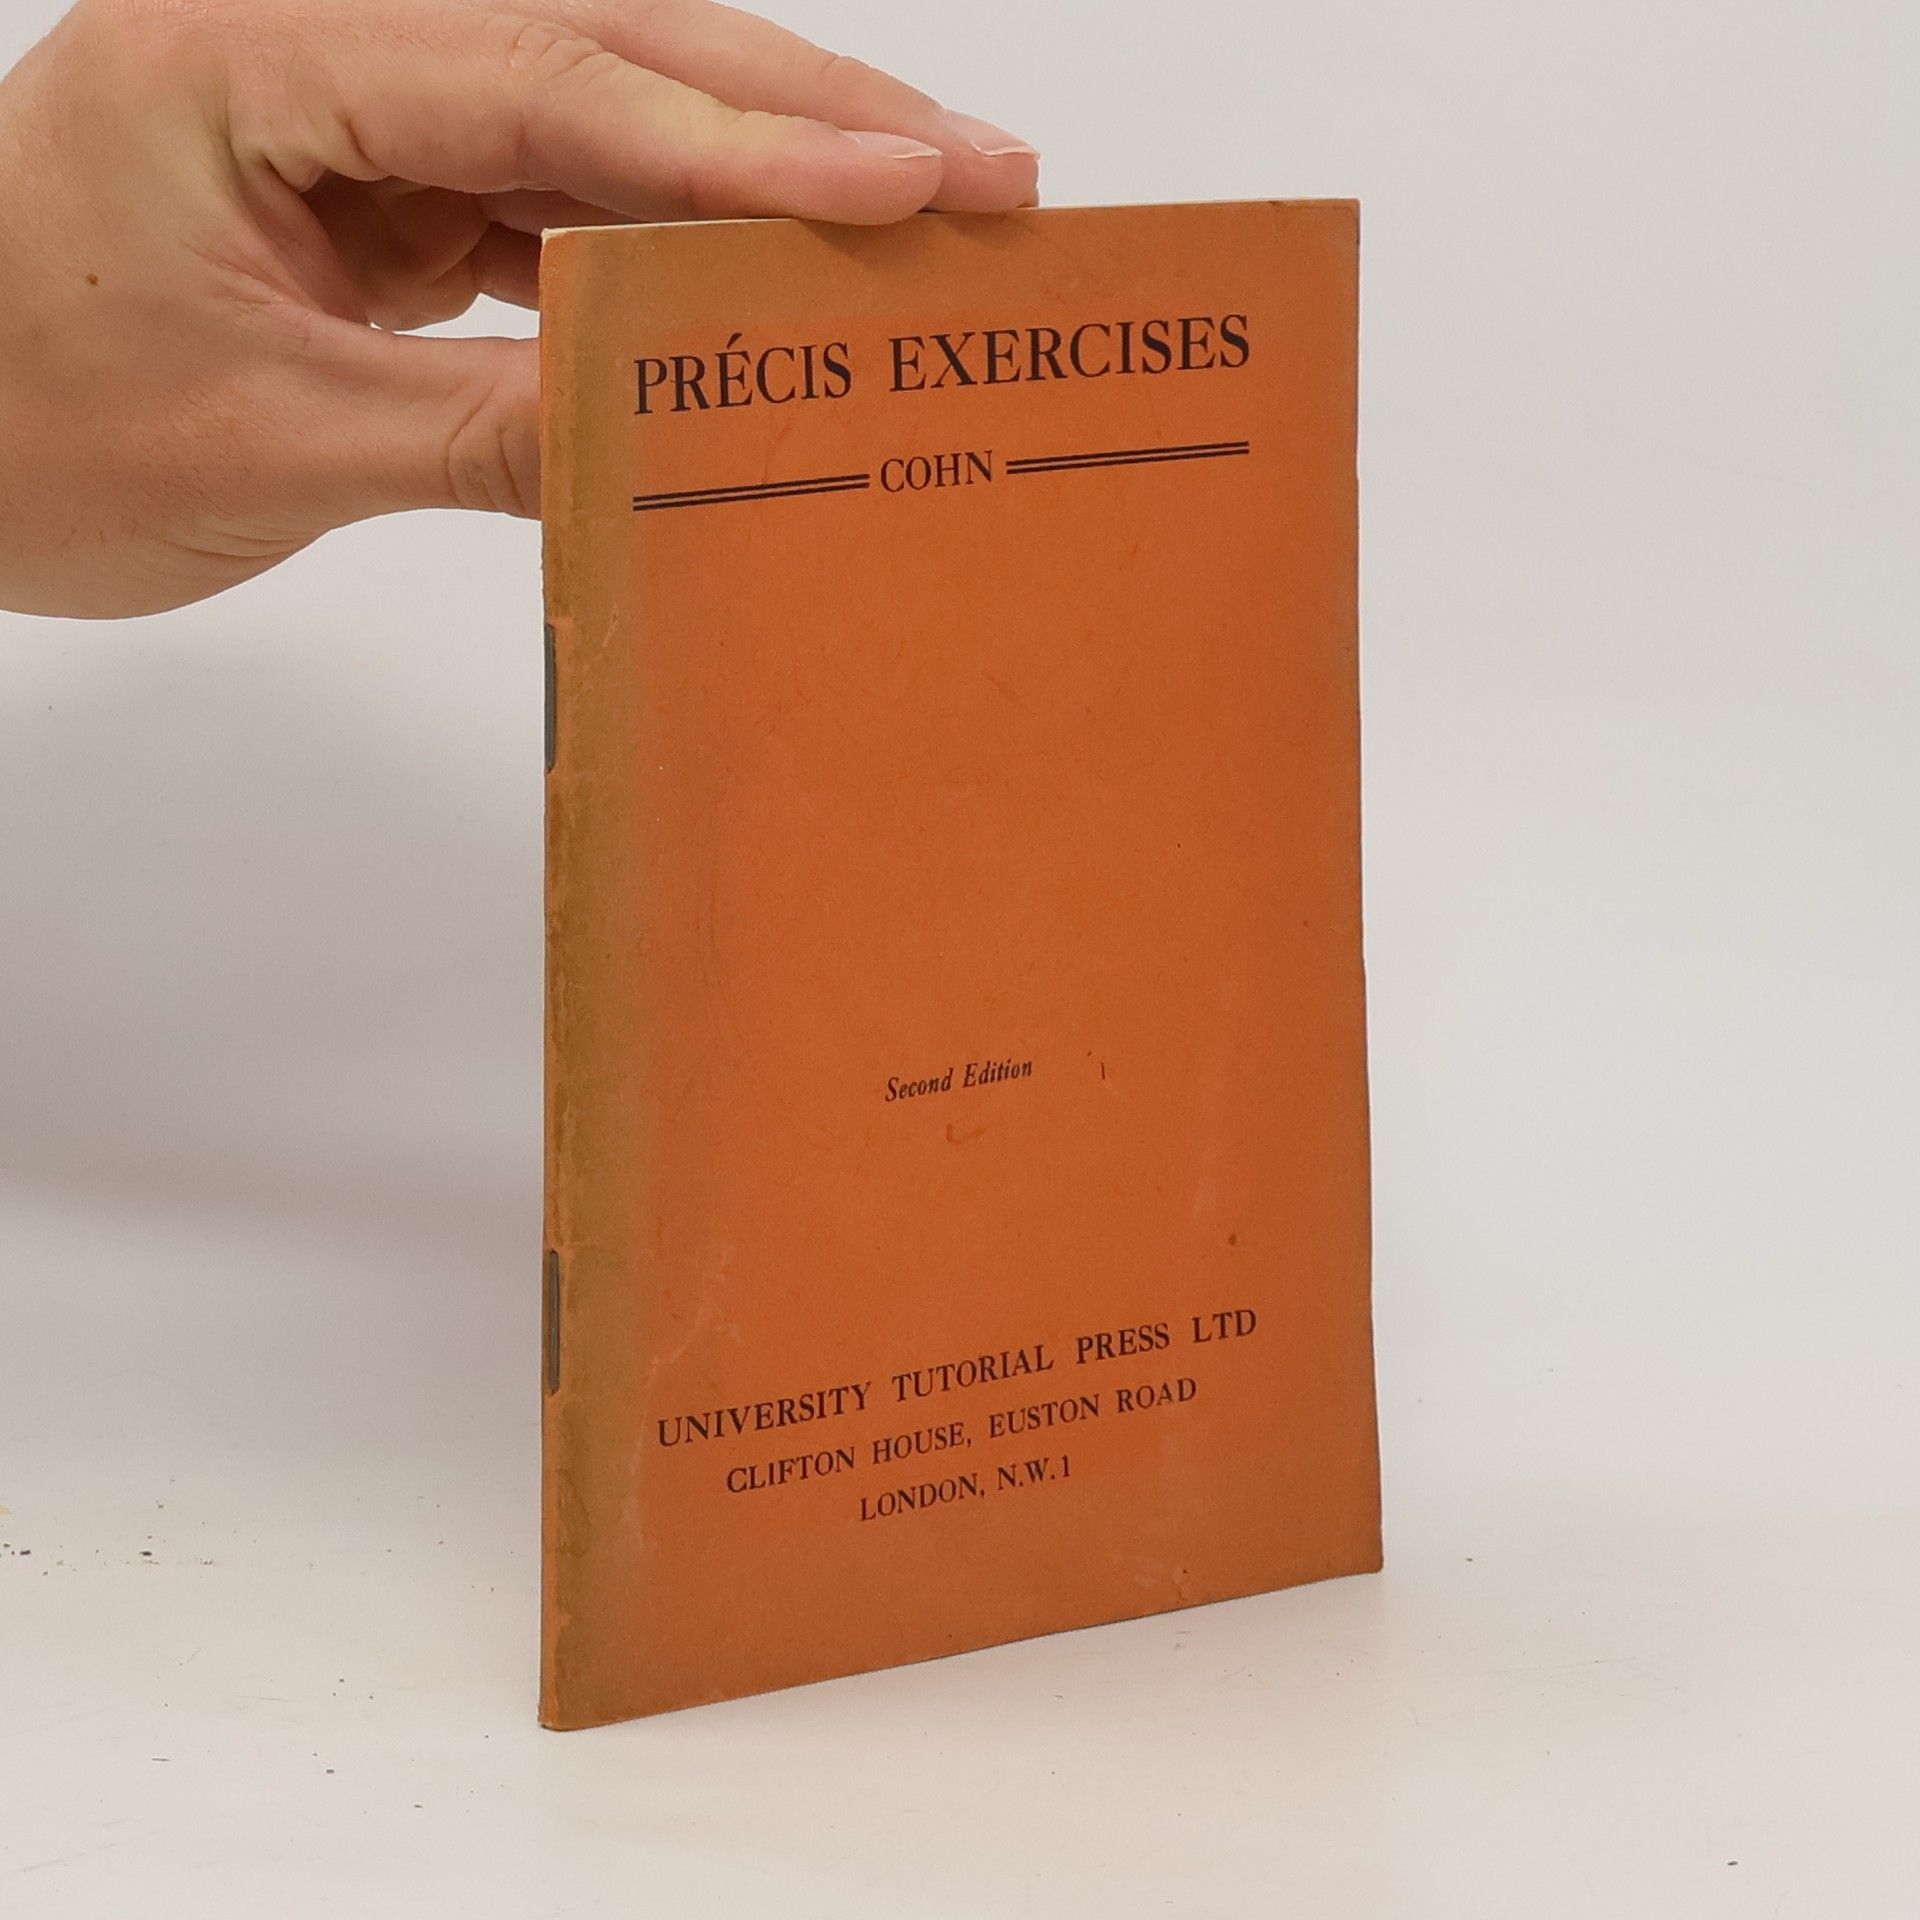 PRÉCIS EXERCISES
COHN
Second Edition
UNIVERSITY TUTORIAL PRESS LTD
CLIFTON HOUSE, EUSTON ROAD
LONDON, N.W.1